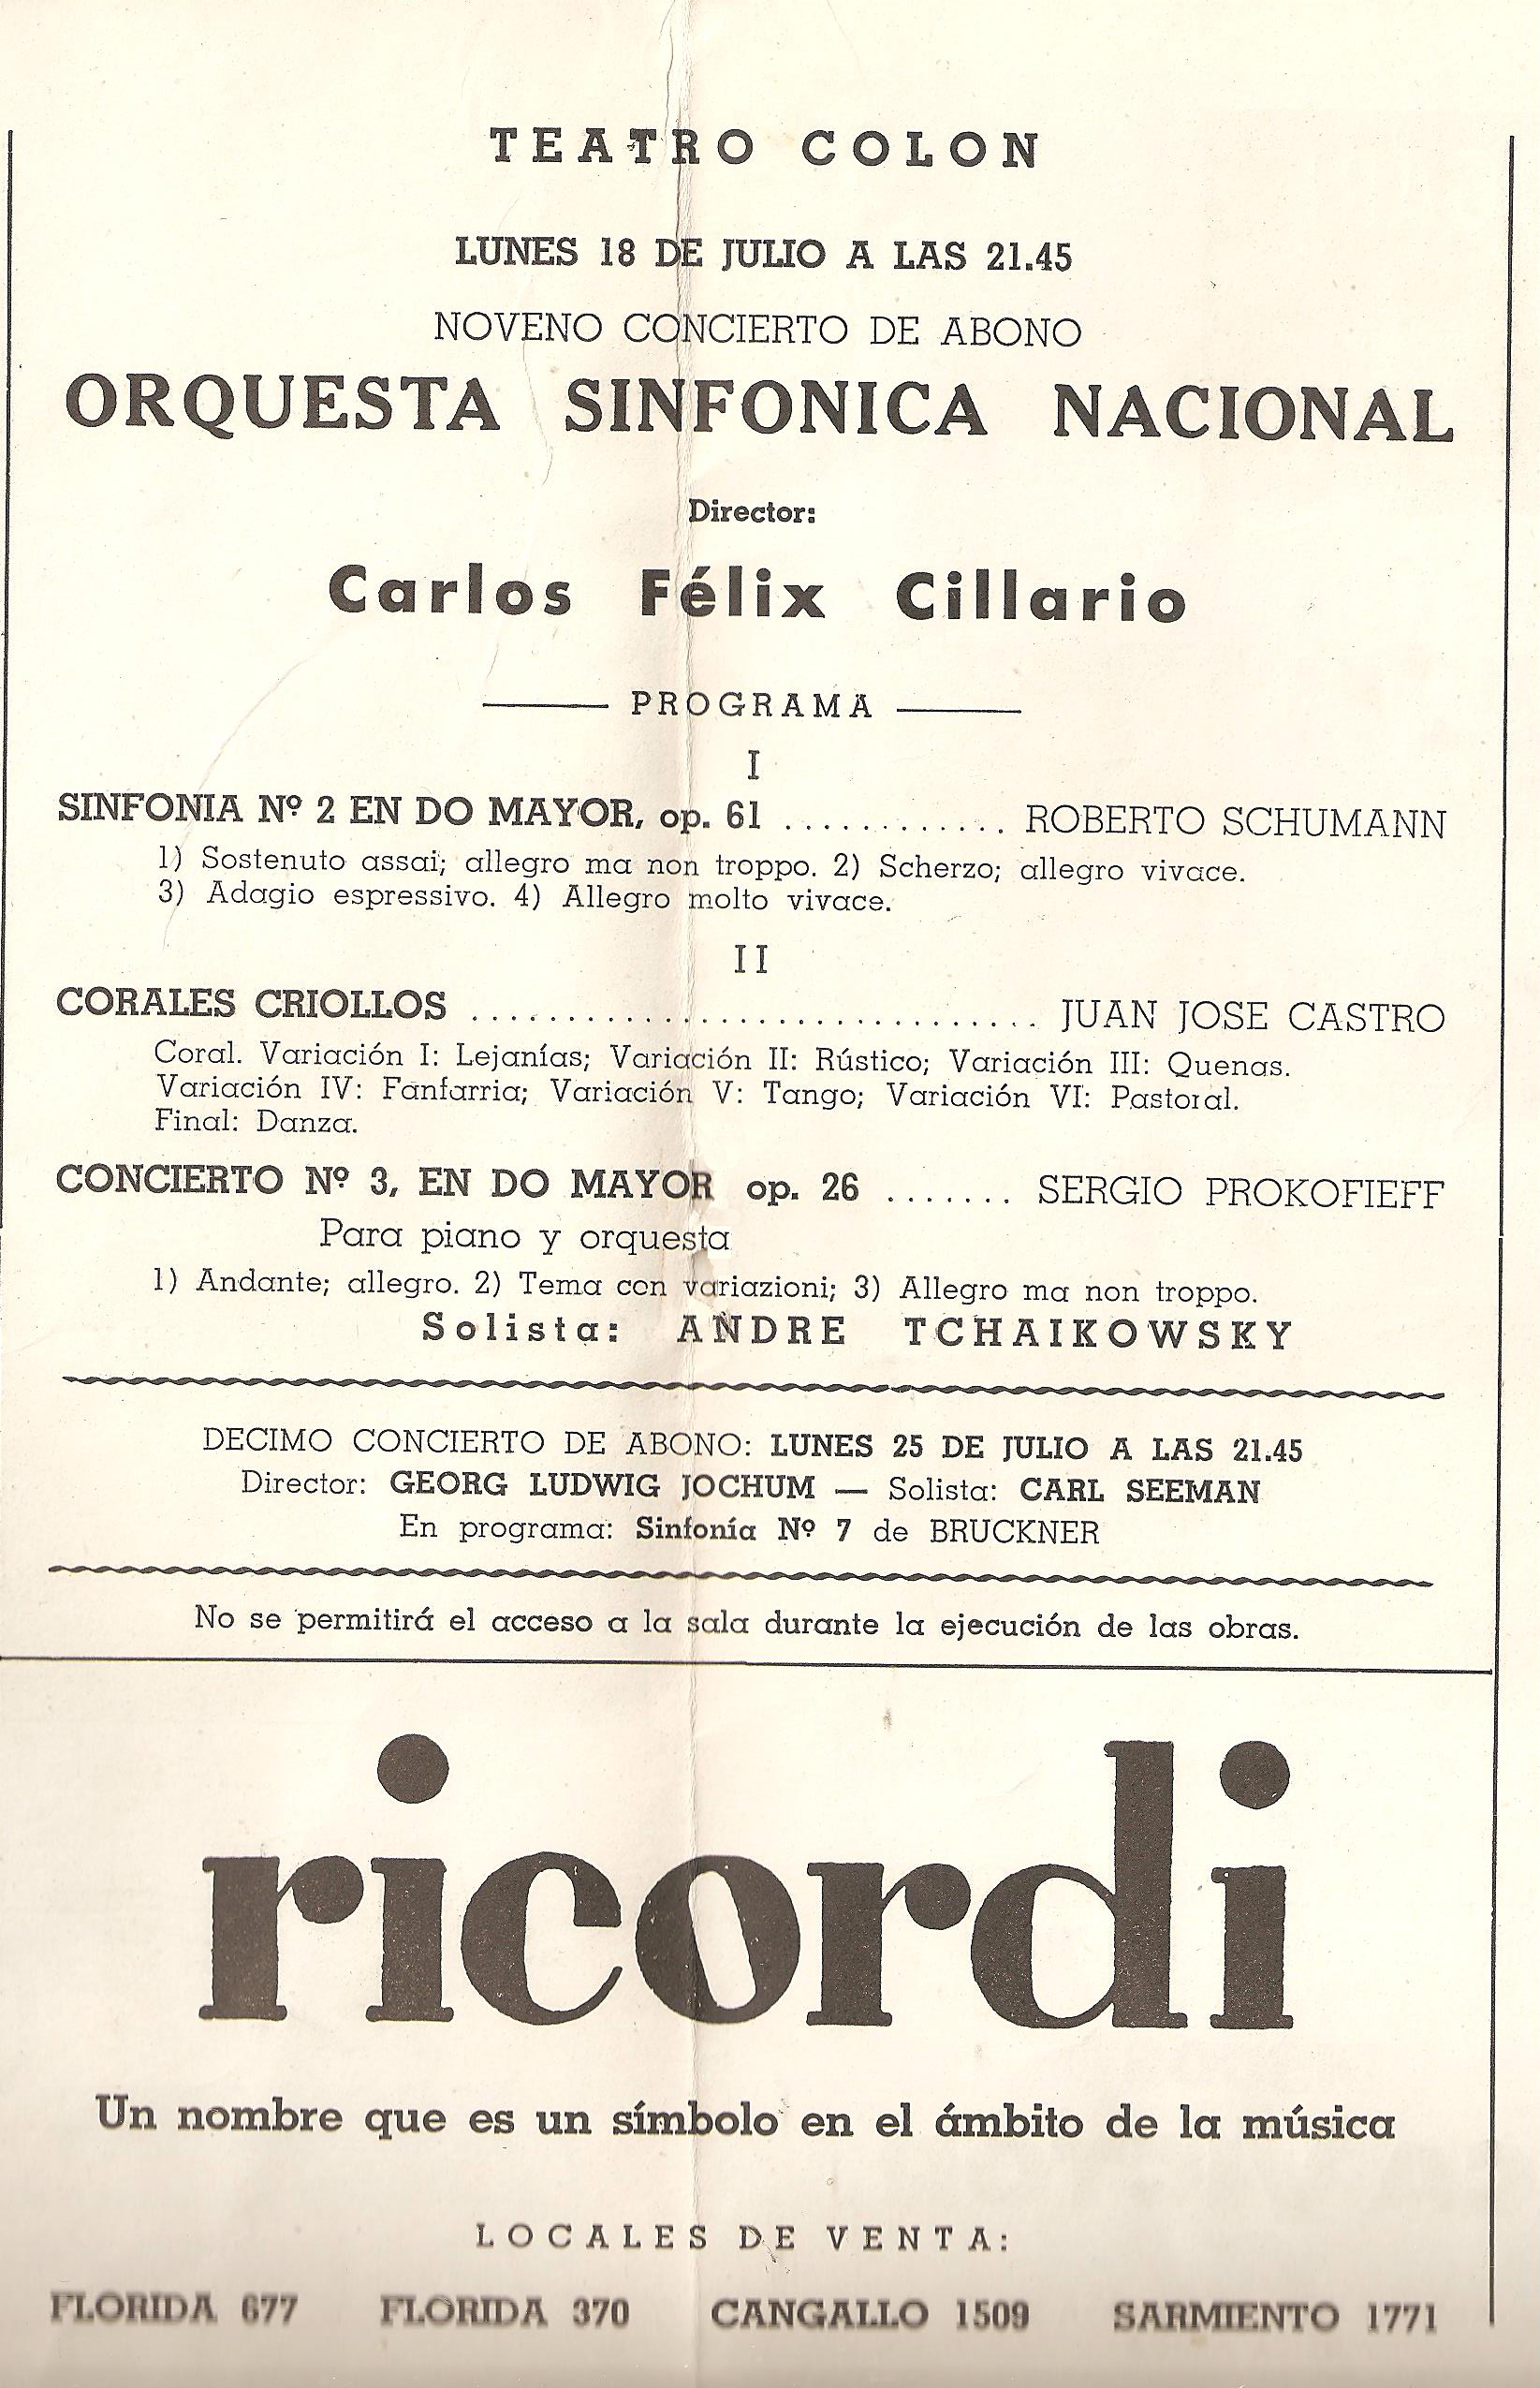 TEATRO COLON
LUNES 18 DE JULIO A LAS 21.45
NOVENO CONCIERTO DE ABONO
ORQUESTA SINFONICA NACIONAL
Director:
Carlos Félix Cillario
PROGRAMA
I
SINFONIA Nº 2 EN DO MAYOR, op. 61 ............ ROBERTO SCHUMANN
1) Sostenuto assai; allegro ma non troppo. 2) Scherzo; allegro vivace.
3) Adagio espressivo. 4) Allegro molto vivace.
II
CORALES CRIOLLOS .............................. JUAN JOSE CASTRO
Coral. Variación I: Lejanías; Variación II: Rústico; Variación III: Quenas.
Variación IV: Fanfarria; Variación V: Tango; Variación VI: Pastoral.
Final: Danza.
CONCIERTO Nº 3, EN DO MAYOR op. 26 ....... SERGIO PROKOFIEFF
Para piano y orquesta
1) Andante; allegro. 2) Tema con variazioni; 3) Allegro ma non troppo.
Solista: ANDRE TCHAIKOWSKY
DECIMO CONCIERTO DE ABONO: LUNES 25 DE JULIO A LAS 21.45
Director: GEORG LUDWIG JOCHUM — Solista: CARL SEEMAN
En programa: Sinfonía Nº 7 de BRUCKNER
No se permitirá el acceso a la sala durante la ejecución de las obras.
ricordi
Un nombre que es un símbolo en el ámbito de la música
LOCALES DE VENTA:
FLORIDA 677 FLORIDA 370 CANGALLO 1509 SARMIENTO 1771